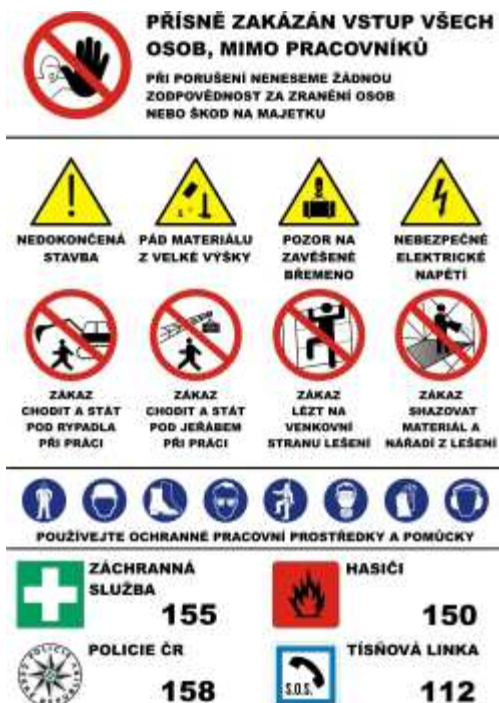 PŘÍSNĚ ZAKÁZÁN VSTUP VŠECH
OSOB, MIMO PRACOVNÍKŮ
PŘI PORUŠENÍ NENESEME ŽÁDNOU
ZODPOVĚDNOST ZA ZRANĚNÍ OSOB
NEBO ŠKOD NA MAJETKU
NEDOKONČENÁ
STAVBA
PÁD MATERIÁLU
Z VELKÉ VÝŠKY
POZOR NA
ZAVĚŠENÉ
BŘEMENO
NEBEZPEČNÉ
ELEKTRICKÉ
NAPĚTÍ
ZÁKAZ
CHODIT A STÁT
POD RYPADLA
PŘI PRÁCI
ZÁKAZ
CHODIT A STÁT
POD JEŘÁBEM
PŘI PRÁCI
ZÁKAZ
LÉZT NA
VENKOVNÍ
STRANU LEŠENÍ
ZÁKAZ
SHAZOVAT
MATERIÁL A
NÁŘADÍ Z LEŠENÍ
POUŽÍVEJTE OCHRANNÉ PRACOVNÍ PROSTŘEDKY A POMŮCKY
ZÁCHRANNÁ
SLUŽBA
155
HASIČI
150
POLICIE ČR
158
S.O.S.
TÍSŇOVÁ LINKA
112